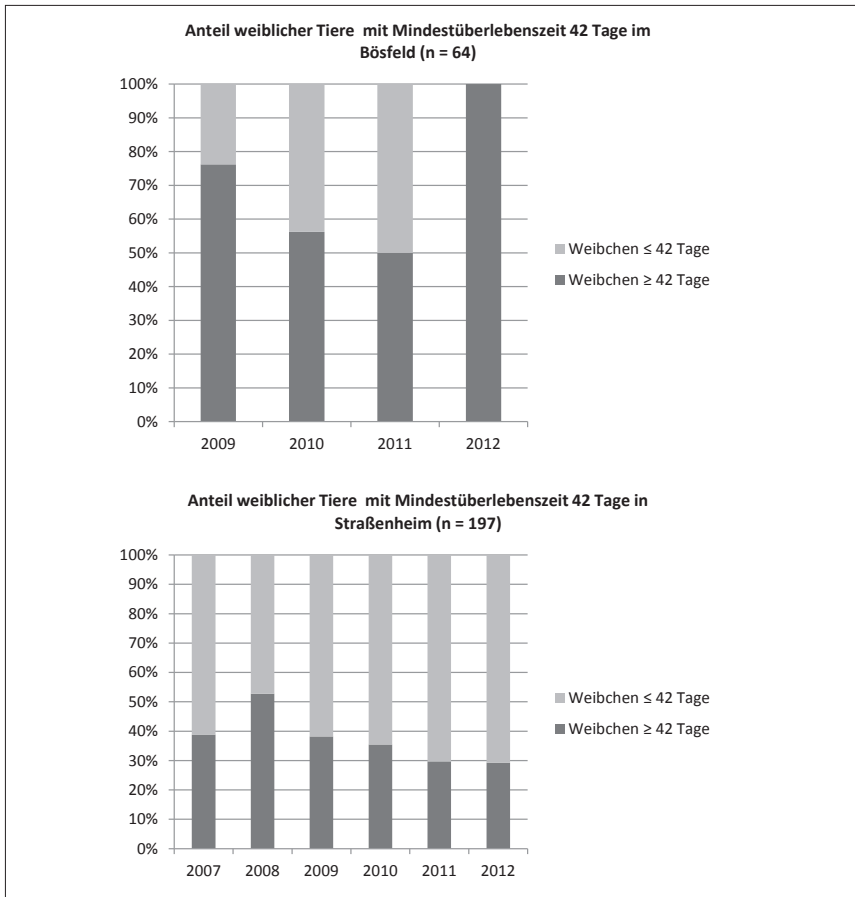 Anteil weiblicher Tiere mit Mindestüberlebenszeit 42 Tage im
Bösfeld (n = 64)
100%
90%
80%
70%
60%
50%
40%
30%
20%
10%
0%
2009 2010 2011 2012
Weibchen ≤ 42 Tage
Weibchen ≥ 42 Tage
Anteil weiblicher Tiere mit Mindestüberlebenszeit 42 Tage in
Straßenheim (n = 197)
100%
90%
80%
70%
60%
50%
40%
30%
20%
10%
0%
2007 2008 2009 2010 2011 2012
Weibchen ≤ 42 Tage
Weibchen ≥ 42 Tage